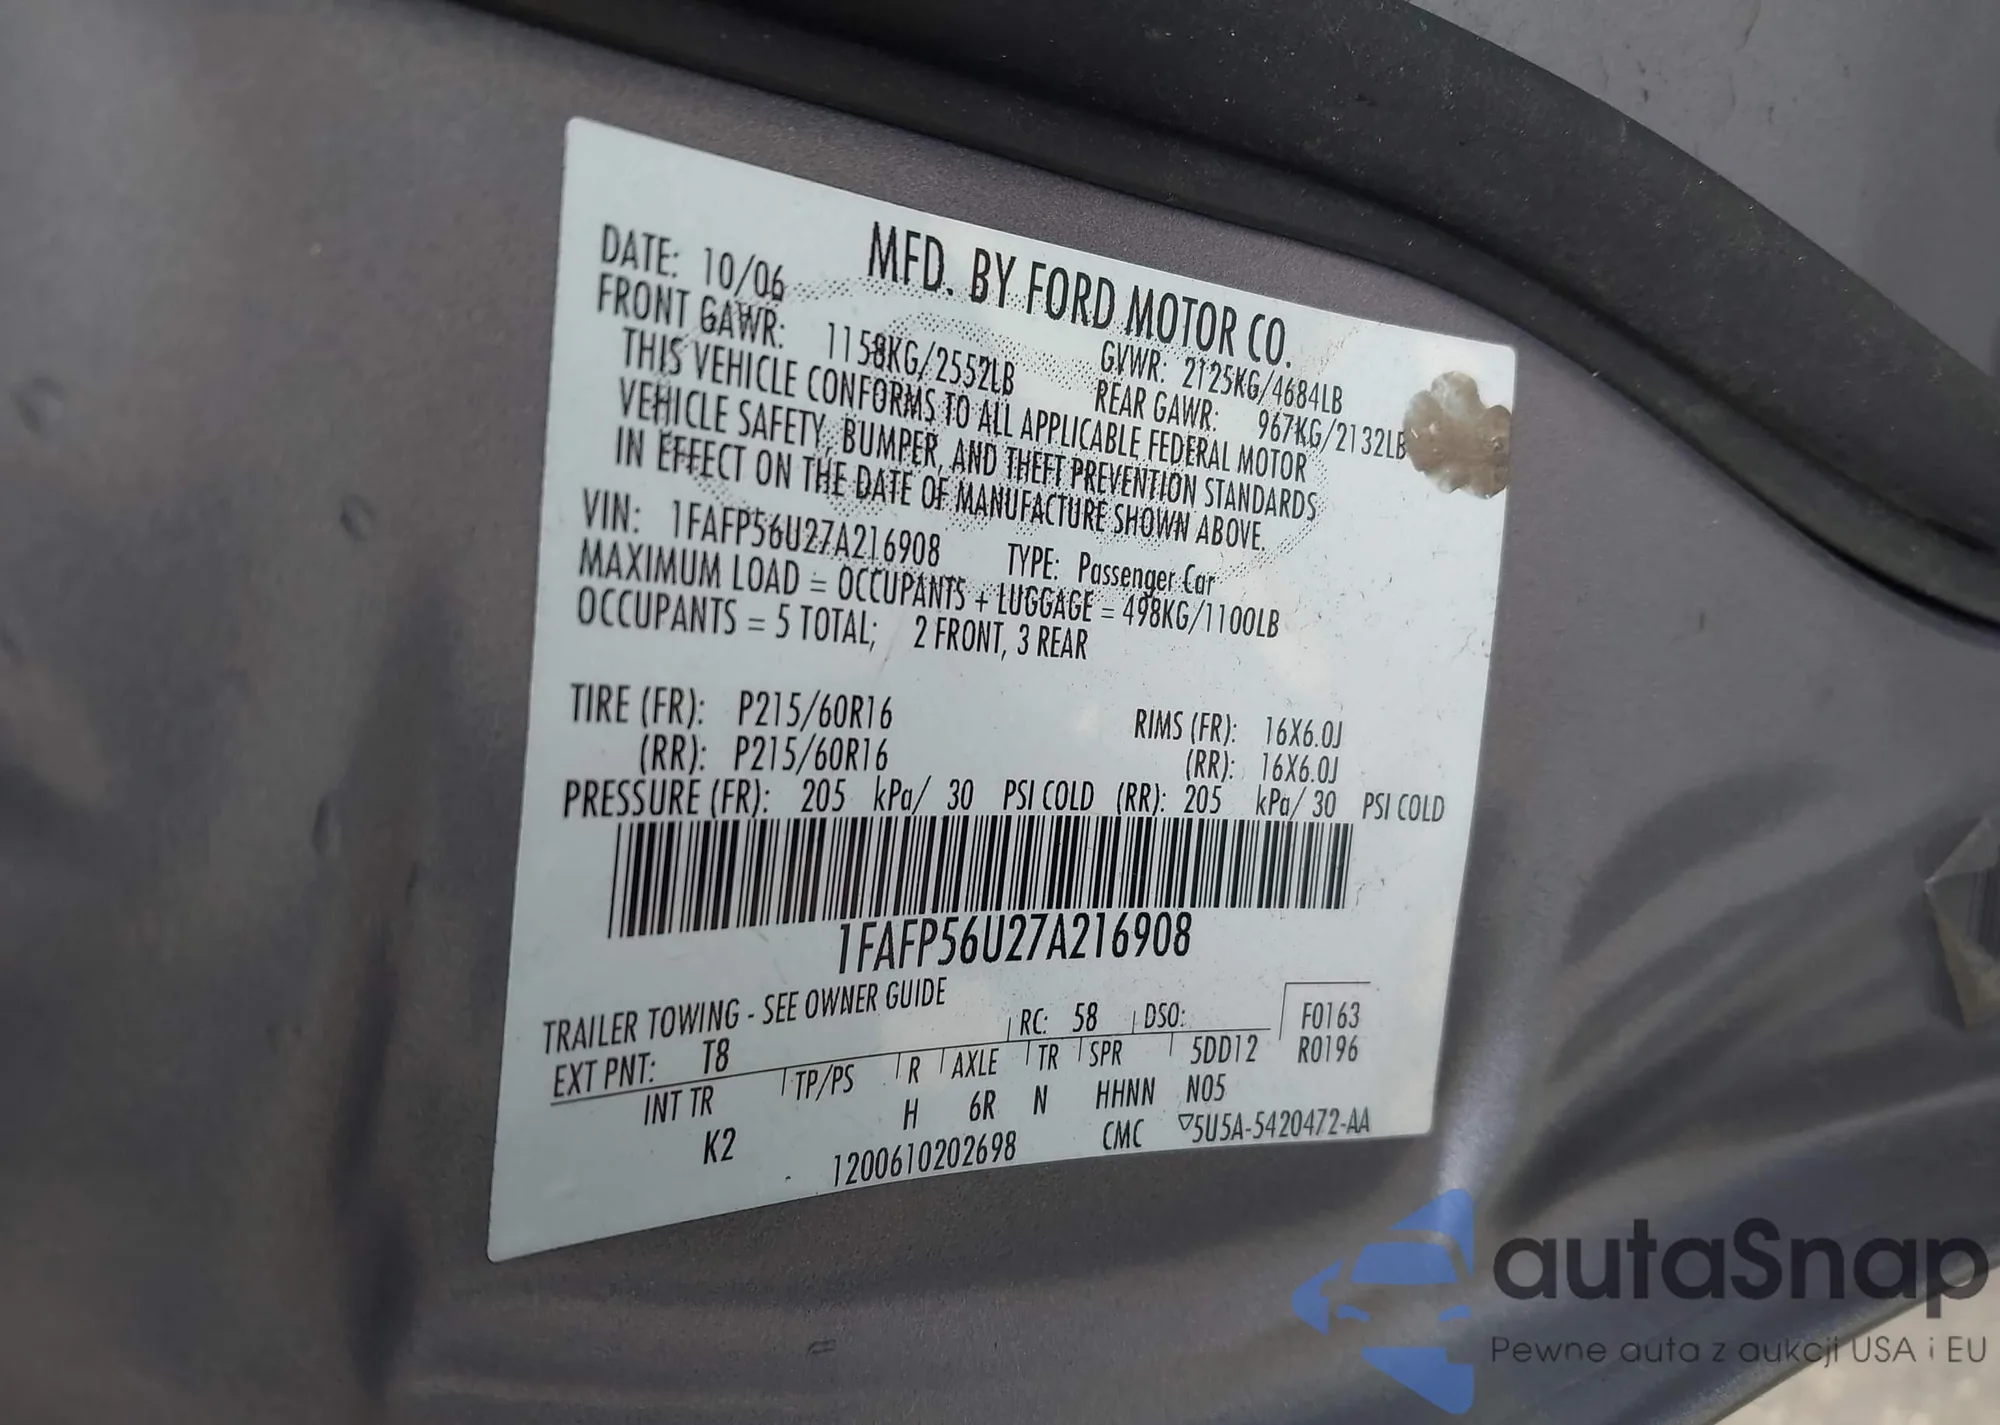 MFD. BY FORD MOTOR CO.
DATE: 10/06 GVWR: 2125KG/4684LB
FRONT GAWR: 1158KG/2552LB REAR GAWR: 967KG/2132LB
THIS VEHICLE CONFORMS TO ALL APPLICABLE FEDERAL MOTOR
VEHICLE SAFETY, BUMPER, AND THEFT PREVENTION STANDARDS
IN EFFECT ON THE DATE OF MANUFACTURE SHOWN ABOVE.
VIN: 1FAFP56U27A216908 TYPE: Passenger Car
MAXIMUM LOAD = OCCUPANTS + LUGGAGE = 498KG/1100LB
OCCUPANTS = 5 TOTAL; 2 FRONT, 3 REAR
TIRE (FR): P215/60R16 RIMS (FR): 16X6.0J
(RR): P215/60R16 (RR): 16X6.0J
PRESSURE (FR): 205 kPa/ 30 PSI COLD (RR): 205 kPa/ 30 PSI COLD
1FAFP56U27A216908
TRAILER TOWING - SEE OWNER GUIDE
EXT PNT: T8 RC: 58 DSO: F0163
INT TR TP/PS R AXLE TR SPR 5DD12 R0196
K2 H 6R N HHNN N05
1200610202698 CMC ▽5U5A-5420472-AA
autaSnap
Pewne auta z aukcji USA i EU